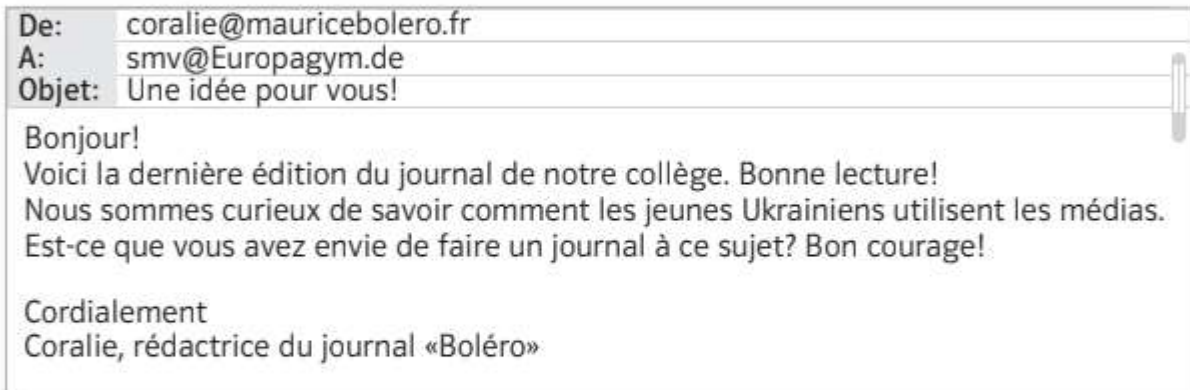 De: coralie@mauricebolero.fr
A: smv@Europagym.de
Objet: Une idée pour vous!
Bonjour!
Voici la dernière édition du journal de notre collège. Bonne lecture!
Nous sommes curieux de savoir comment les jeunes Ukrainiens utilisent les médias.
Est-ce que vous avez envie de faire un journal à ce sujet? Bon courage!
Cordialement
Coralie, rédactrice du journal «Boléro»